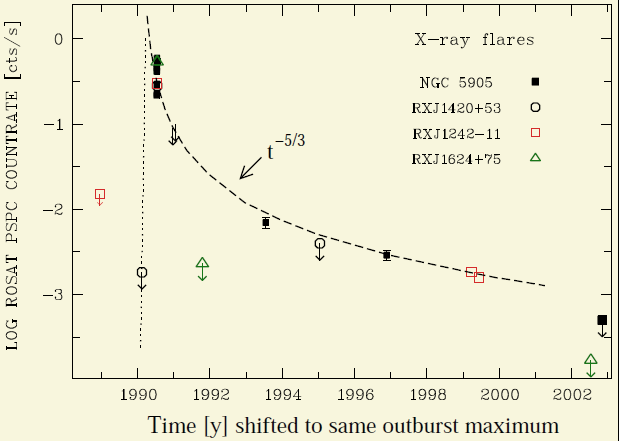 LOG ROSAT PSPC COUNTRATE [cts/s]
0
−1
−2
−3
X−ray flares
NGC 5905
RXJ1420+53
RXJ1242−11
RXJ1624+75
t^−5/3
1990 1992 1994 1996 1998 2000 2002
Time [y] shifted to same outburst maximum